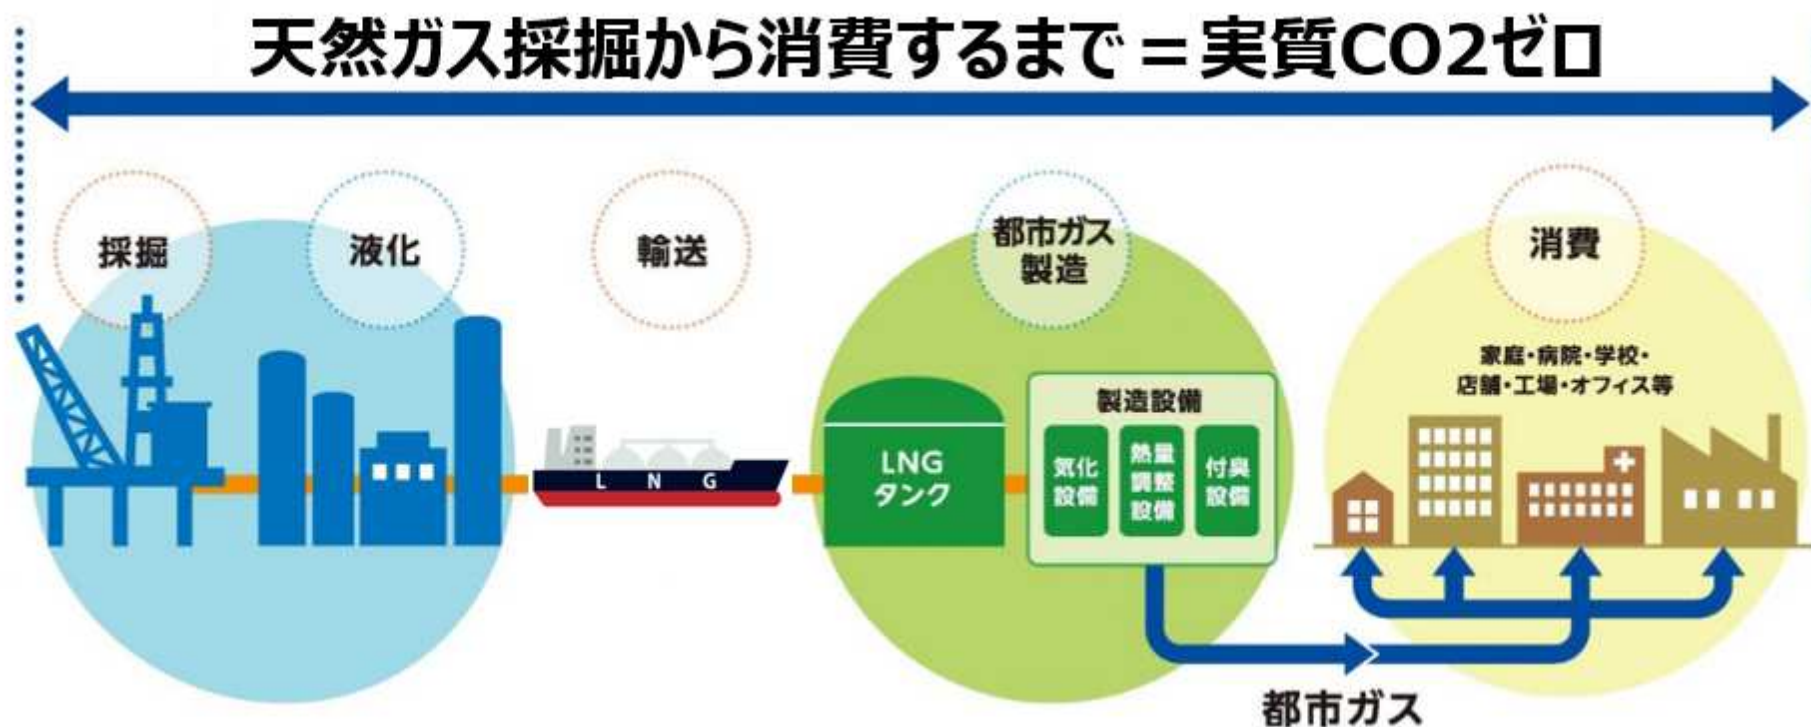 天然ガス採掘から消費するまで＝実質CO2ゼロ
採掘
液化
輸送
都市ガス
製造
消費
家庭・病院・学校・
店舗・工場・オフィス等
LNG
LNG
タンク
製造設備
気化
設備
熱量
調整
設備
付臭
設備
都市ガス